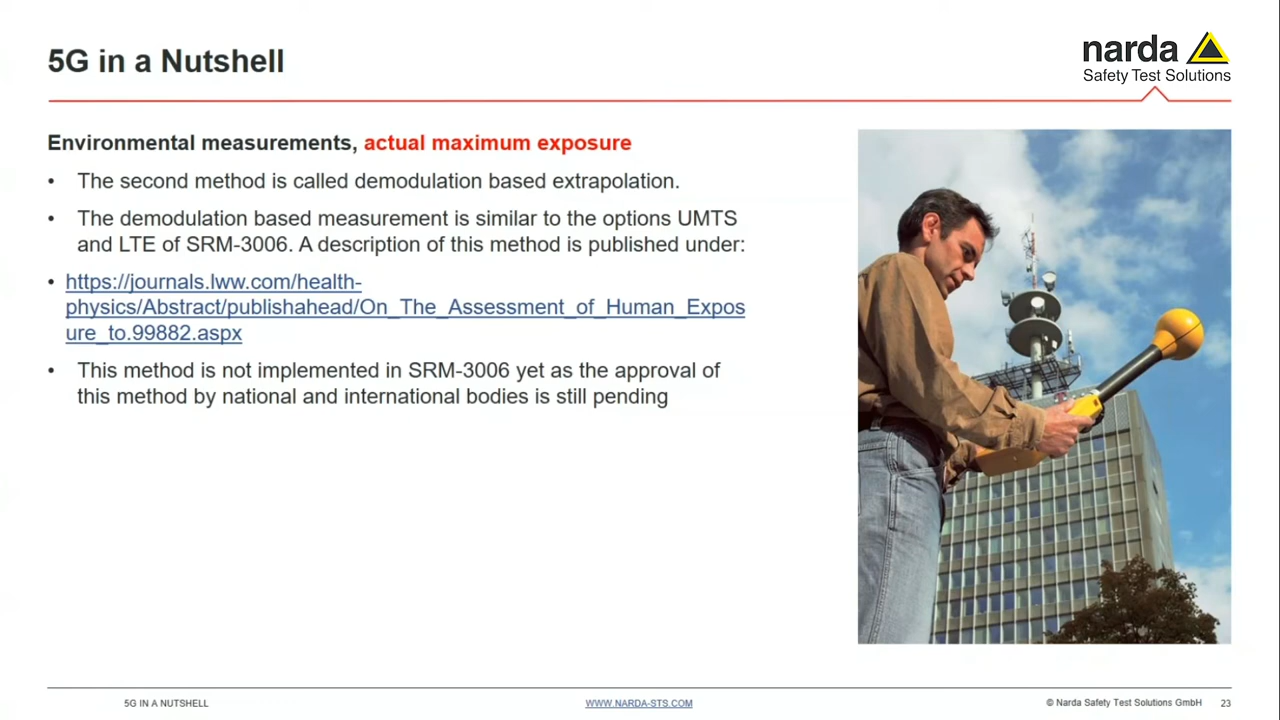 5G in a Nutshell
narda
Safety Test Solutions
Environmental measurements, actual maximum exposure
• The second method is called demodulation based extrapolation.
• The demodulation based measurement is similar to the options UMTS
and LTE of SRM-3006. A description of this method is published under:
• https://journals.lww.com/health-
physics/Abstract/publishahead/On_The_Assessment_of_Human_Expos
ure_to.99882.aspx
• This method is not implemented in SRM-3006 yet as the approval of
this method by national and international bodies is still pending
5G IN A NUTSHELL
WWW.NARDA-STS.COM
© Narda Safety Test Solutions GmbH 23